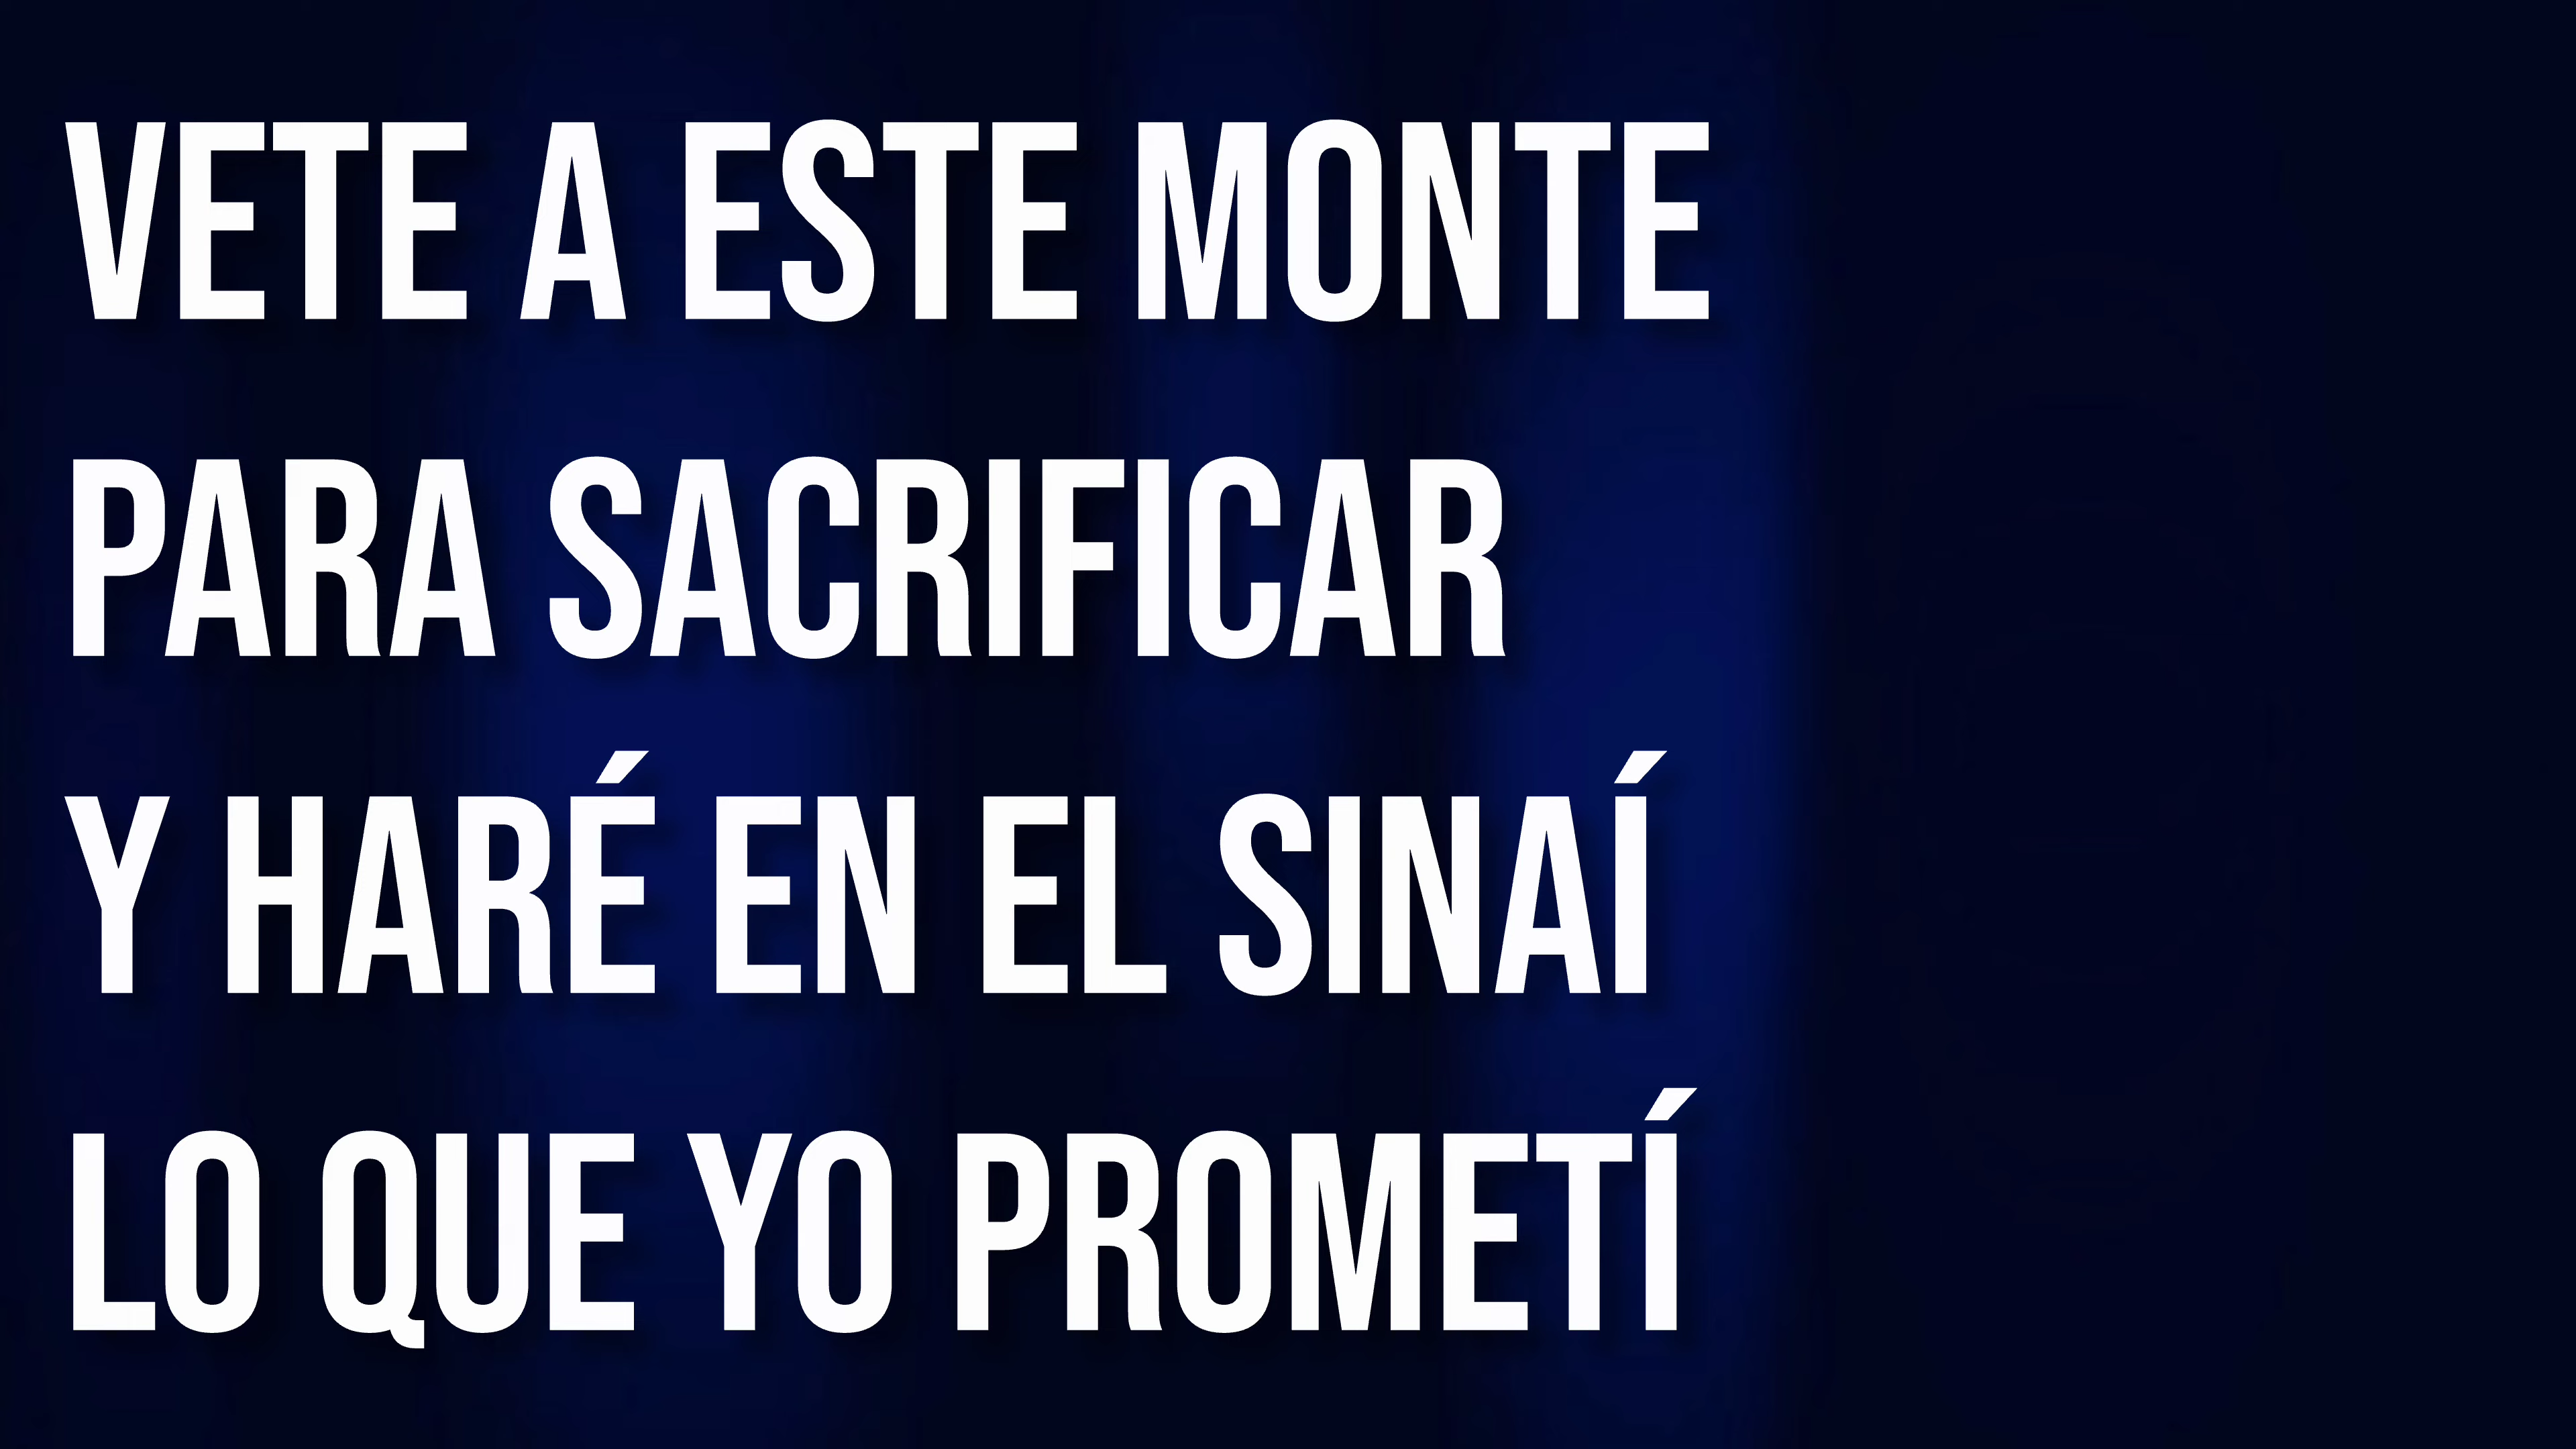 VETE A ESTE MONTE
PARA SACRIFICAR
Y HARÉ EN EL SINAÍ
LO QUE YO PROMETÍ